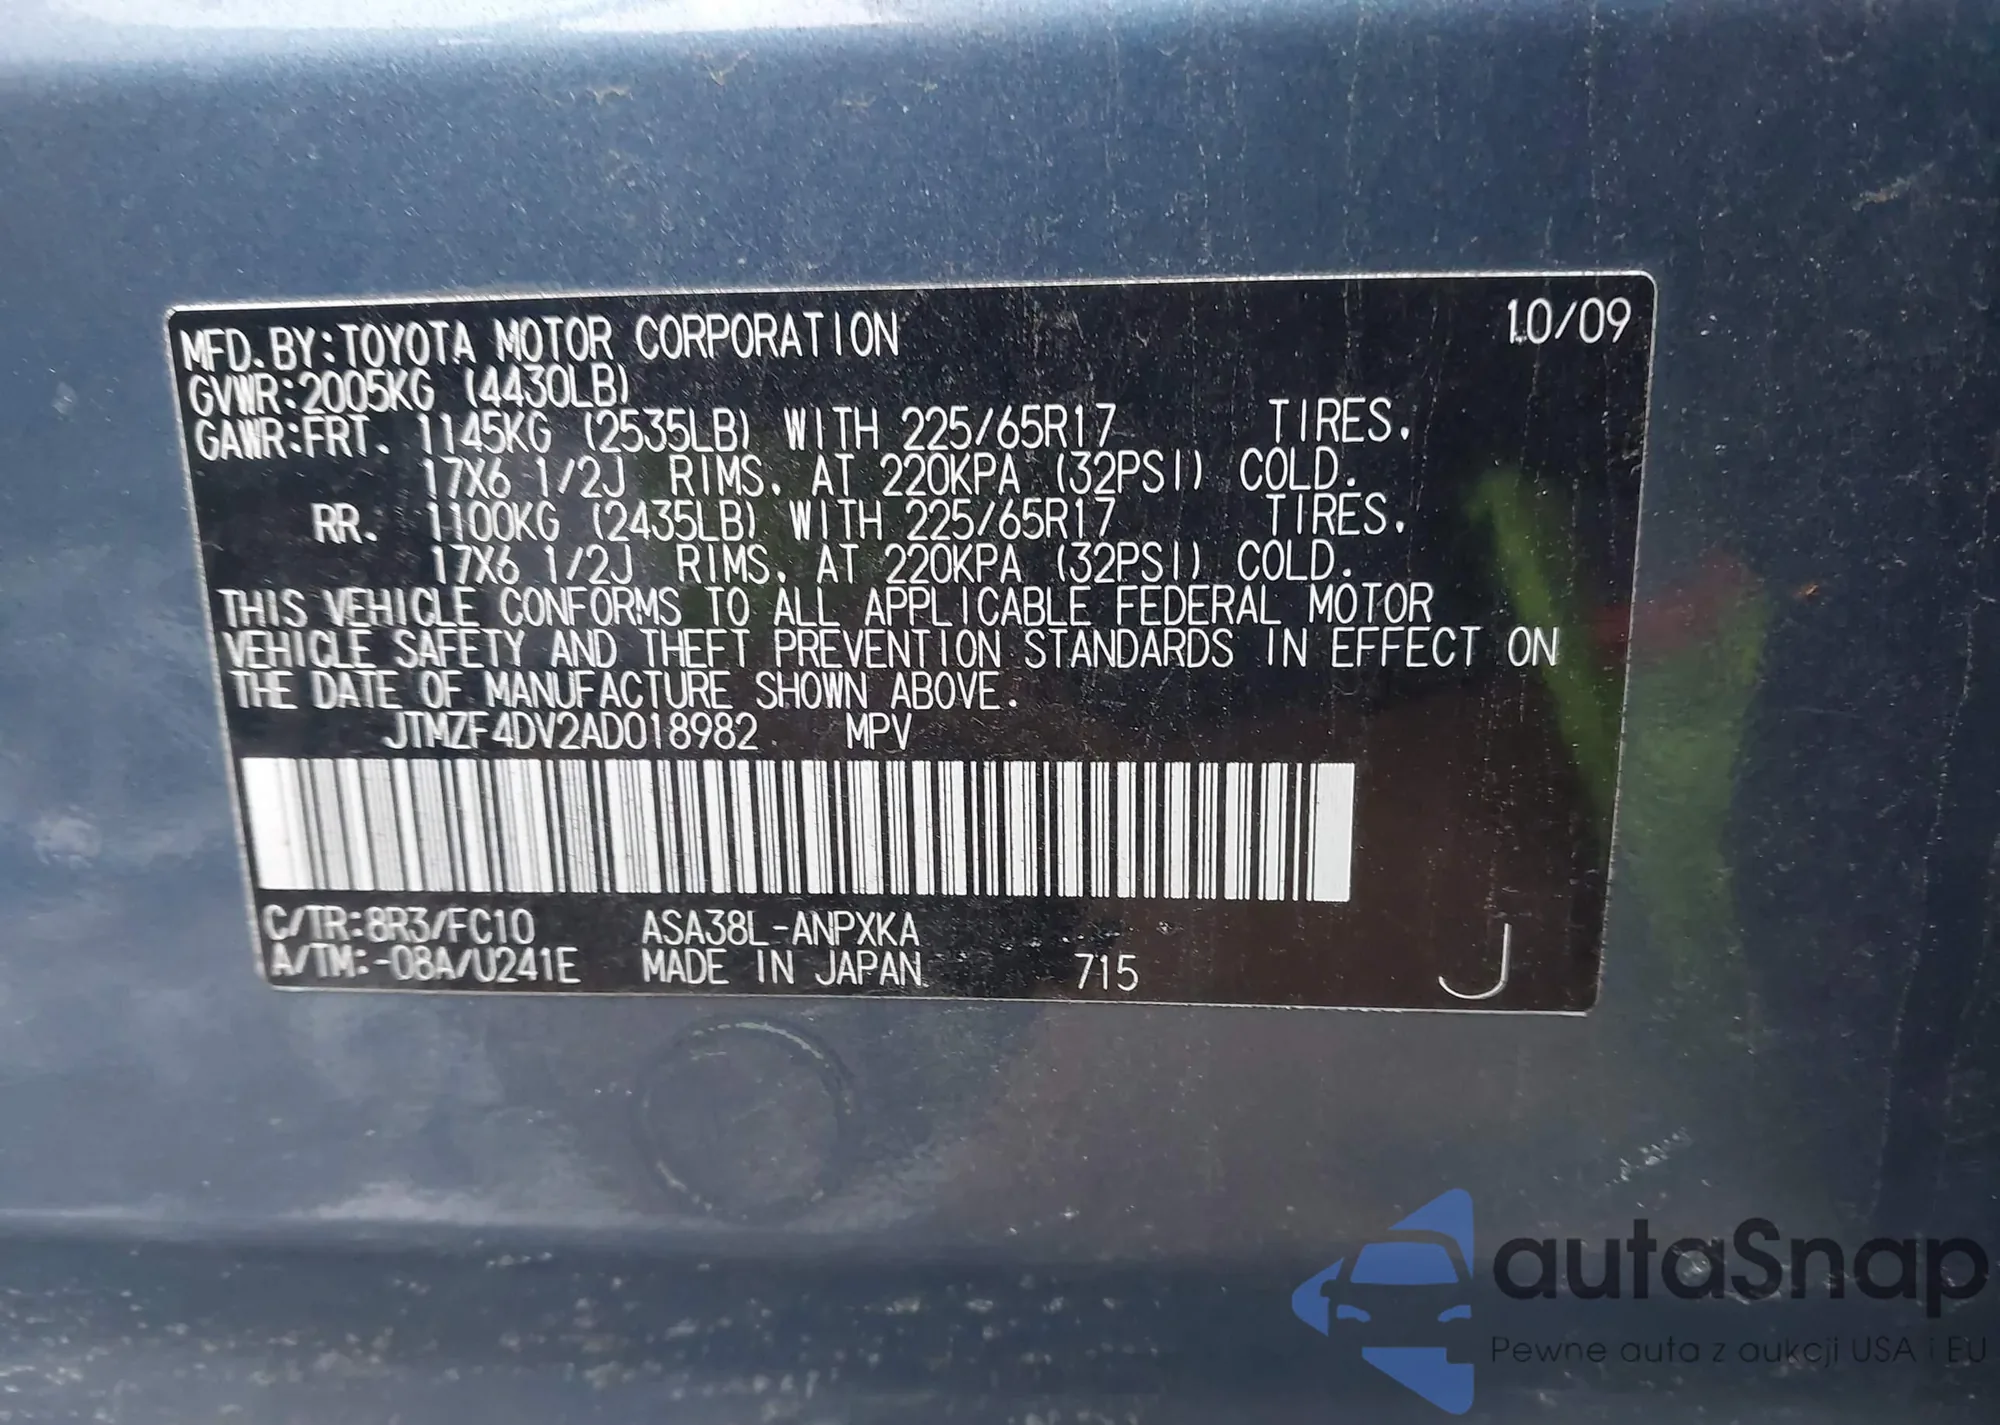 MFD.BY:TOYOTA MOTOR CORPORATION 10/09
GVWR:2005KG (4430LB)
GAWR:FRT. 1145KG (2535LB) WITH 225/65R17 TIRES.
17X6 1/2J RIMS. AT 220KPA (32PSI) COLD.
RR. 1100KG (2435LB) WITH 225/65R17 TIRES.
17X6 1/2J RIMS. AT 220KPA (32PSI) COLD.
THIS VEHICLE CONFORMS TO ALL APPLICABLE FEDERAL MOTOR
VEHICLE SAFETY AND THEFT PREVENTION STANDARDS IN EFFECT ON
THE DATE OF MANUFACTURE SHOWN ABOVE.
JTMZF4DV2AD018982 MPV
C/TR:8R3/FC10 ASA38L-ANPXKA
A/TM:-08A/U241E MADE IN JAPAN. 715 J
autaSnap
Pewne auta z aukcji USA i EU